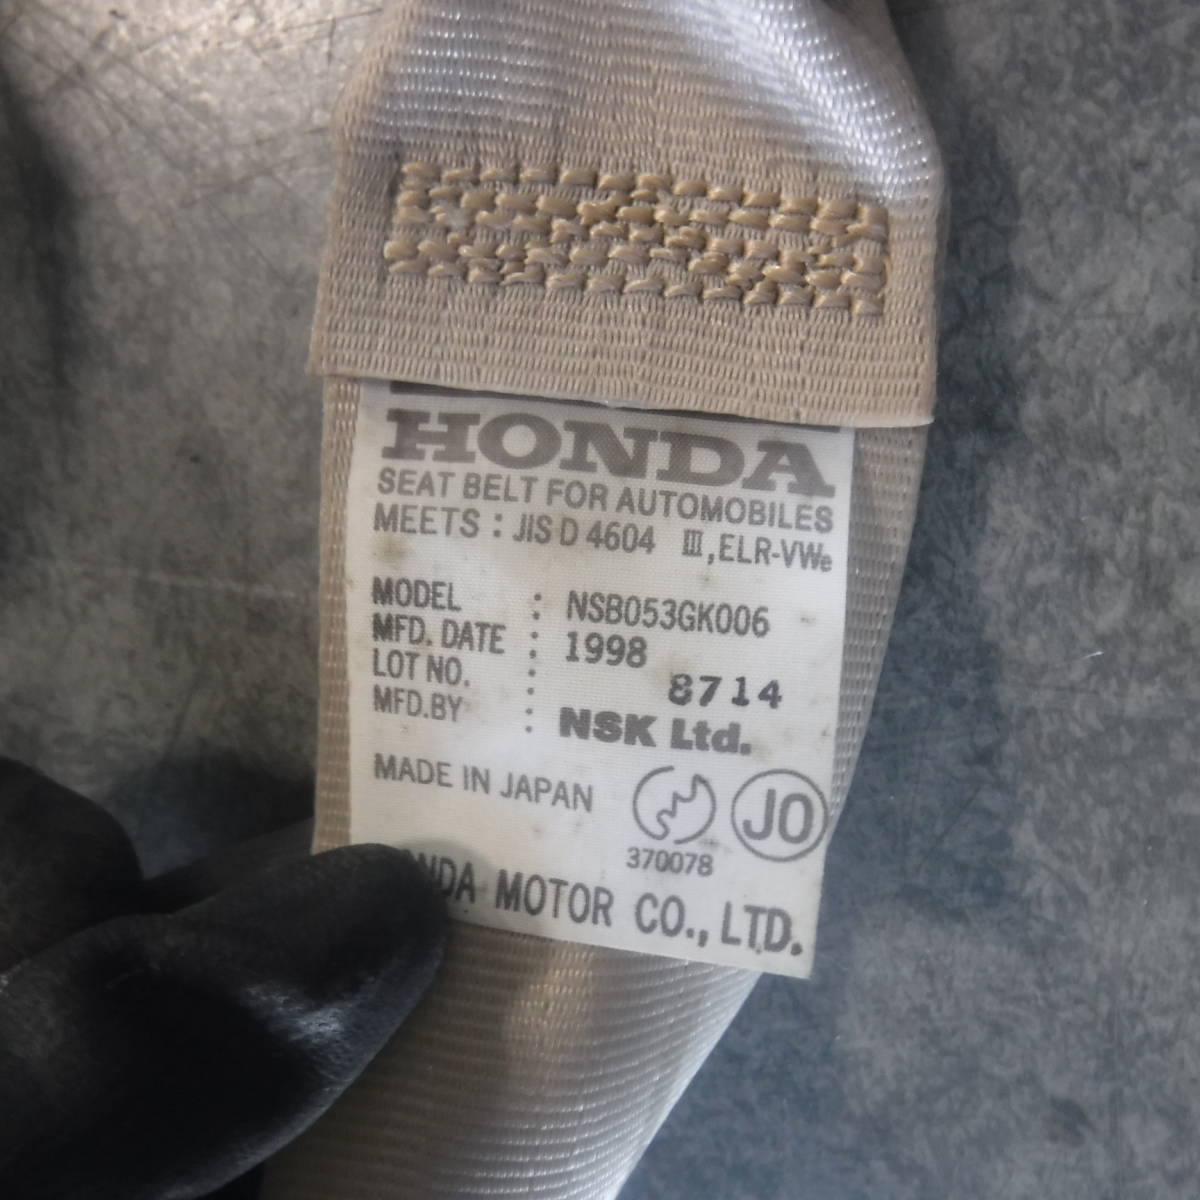 HONDA
SEAT BELT FOR AUTOMOBILES
MEETS : JIS D 4604 Ⅲ,ELR-VWe
MODEL : NSB053GK006
MFD. DATE : 1998
LOT NO. : 8714
MFD.BY : NSK Ltd.
MADE IN JAPAN
JO
370078
MOTOR CO., LTD.